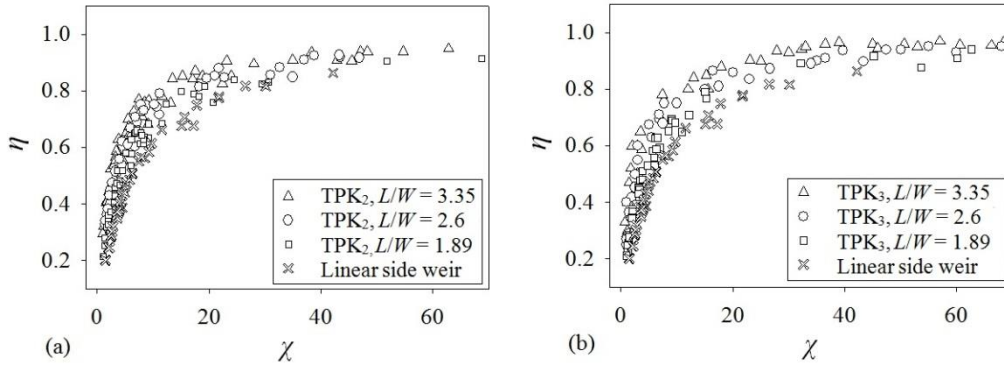 1.0
0.8
η 0.6
0.4
0.2
TPK₂, L/W = 3.35
TPK₂, L/W = 2.6
TPK₂, L/W = 1.89
Linear side weir
0 20 40 60
(a) χ
1.0
0.8
η 0.6
0.4
0.2
TPK₃, L/W = 3.35
TPK₃, L/W = 2.6
TPK₃, L/W = 1.89
Linear side weir
0 20 40 60
(b) χ